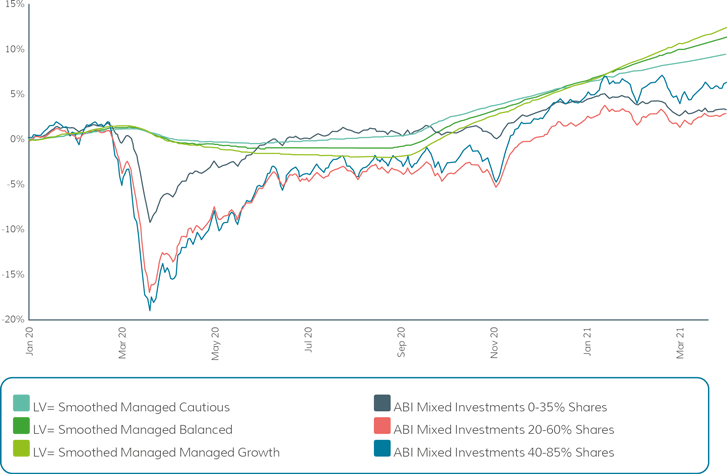 15%
10%
5%
0%
-5%
-10%
-15%
-20%
Jan 20
Mar 20
May 20
Jul 20
Sep 20
Nov 20
Jan 21
Mar 21
LV= Smoothed Managed Cautious
LV= Smoothed Managed Balanced
LV= Smoothed Managed Managed Growth
ABI Mixed Investments 0-35% Shares
ABI Mixed Investments 20-60% Shares
ABI Mixed Investments 40-85% Shares